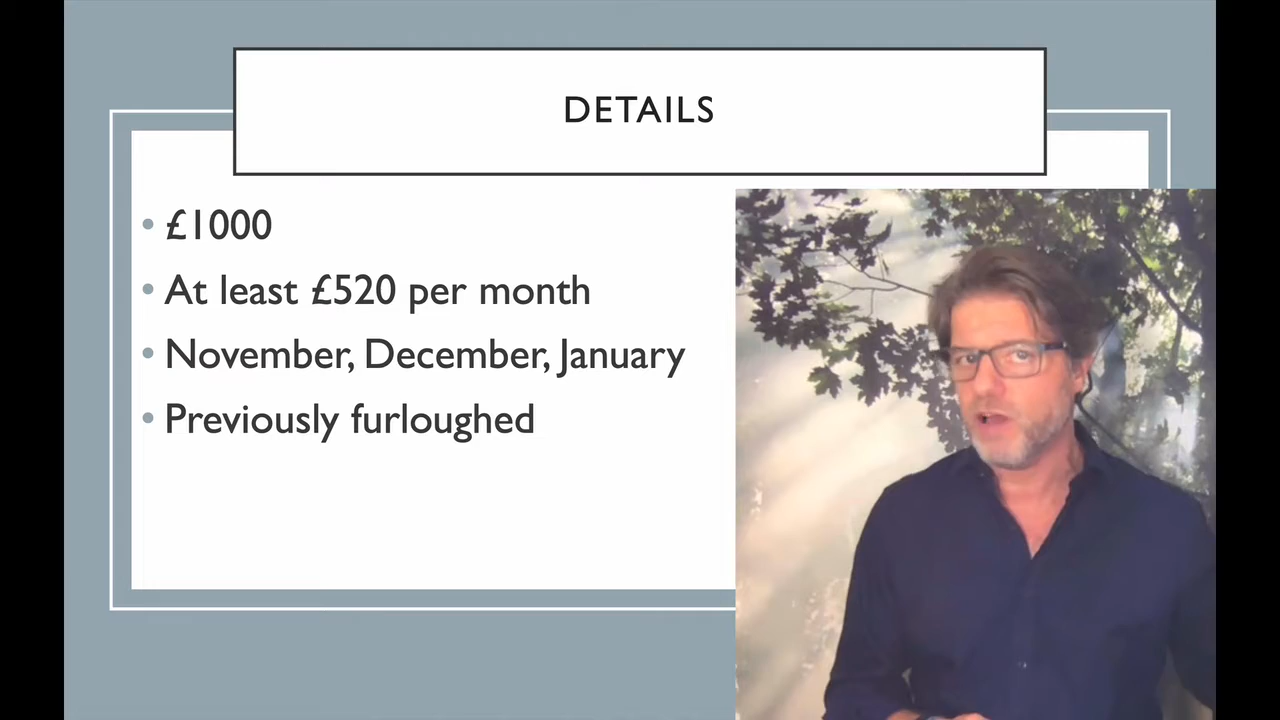 DETAILS
• £1000
• At least £520 per month
• November, December, January
• Previously furloughed